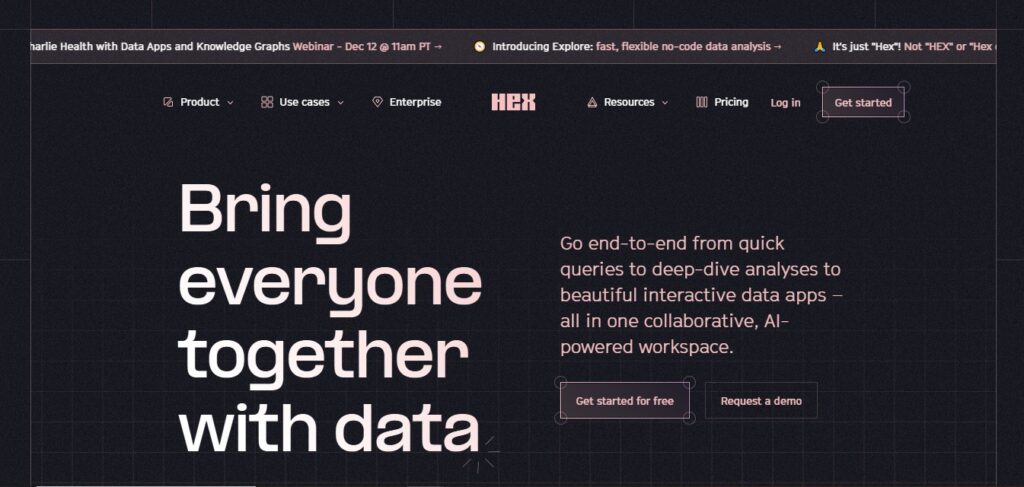 Health with Data Apps and Knowledge Graphs Webinar - Dec 12 @ 11am PT → Introducing Explore: fast, flexible no-code data analysis → It's just "Hex"! Not "HEX" or "Hex
Product Use cases Enterprise HEX Resources Pricing Log in Get started
Bring
everyone
together
with data
Go end-to-end from quick
queries to deep-dive analyses to
beautiful interactive data apps –
all in one collaborative, AI-
powered workspace.
Get started for free Request a demo